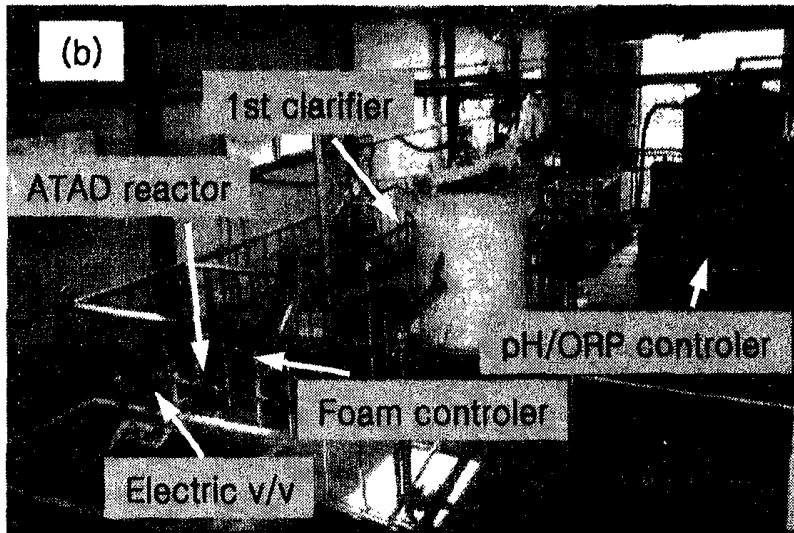 (b)
1st clarifier
ATAD reactor
pH/ORP controler
Foam controler
Electric v/v